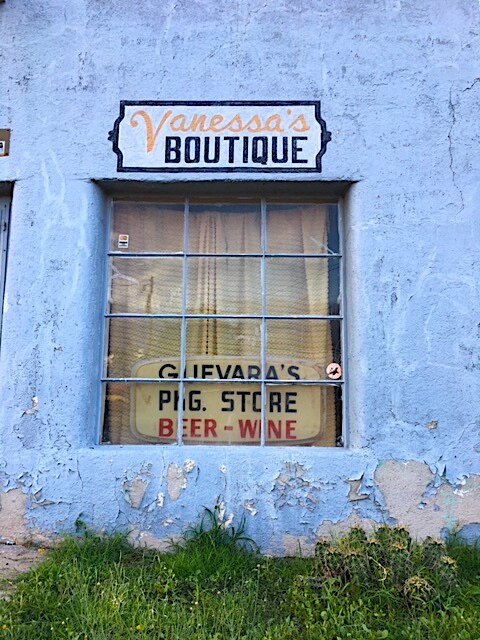 Vanessa's
BOUTIQUE
GUEVARA'S
PKG. STORE
BEER - WINE